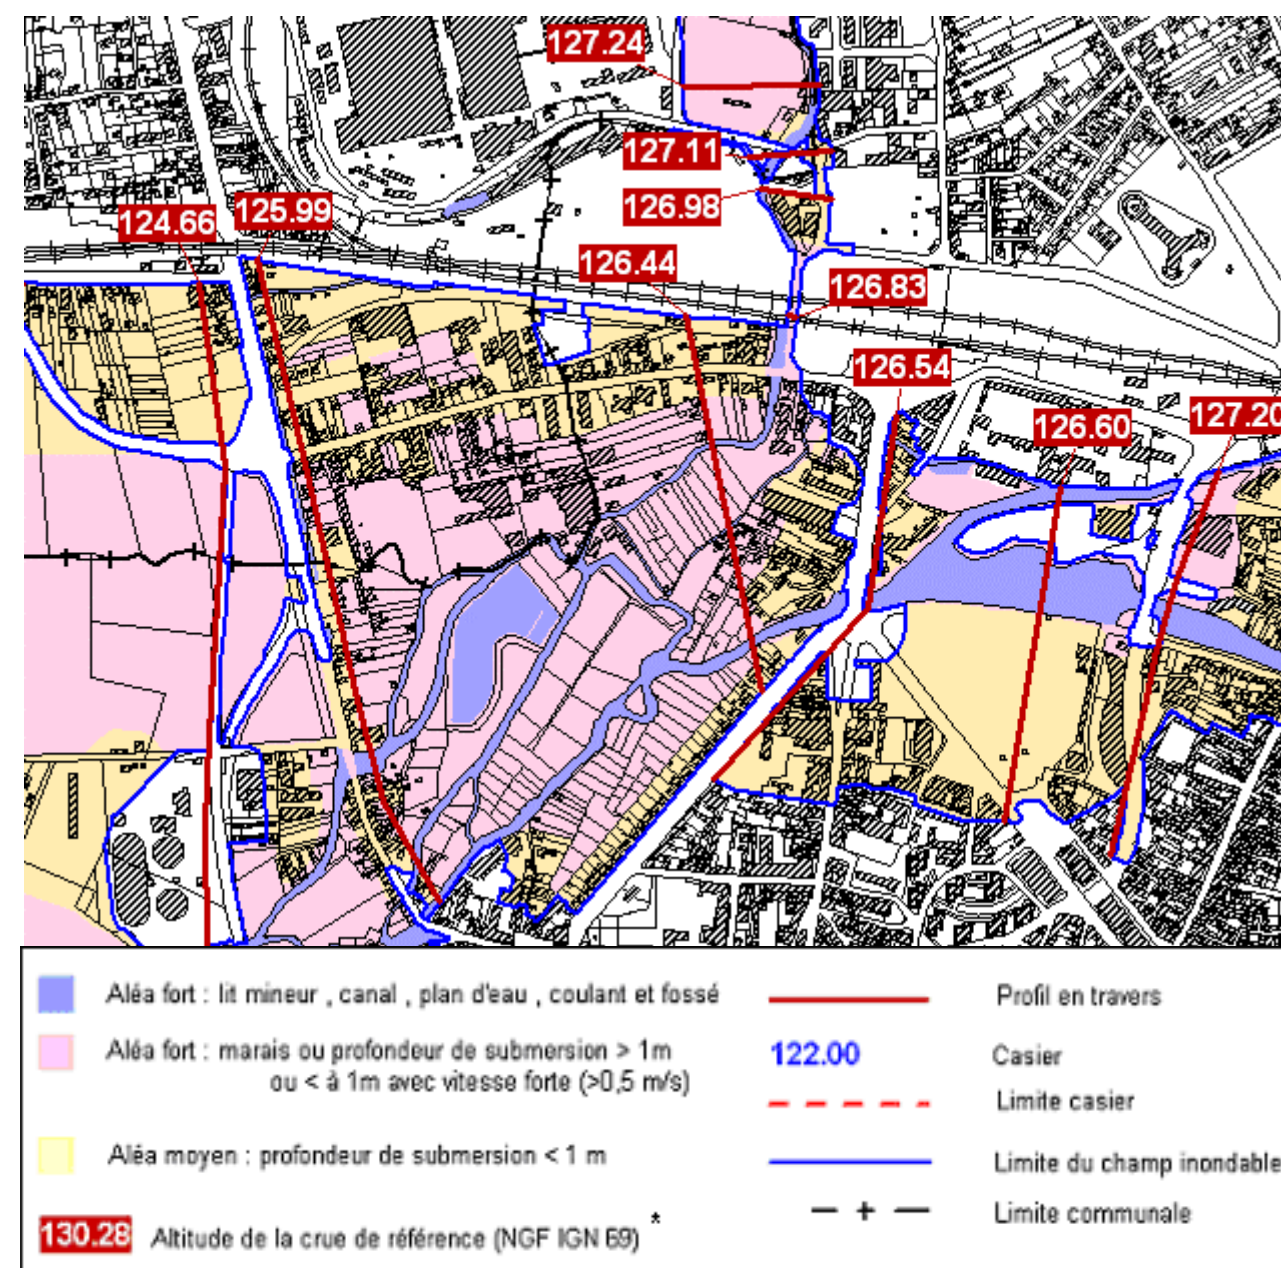 127.24
127.11
124.66
125.99
126.98
126.44
126.83
126.54
126.60
127.20
Aléa fort : lit mineur , canal , plan d'eau , coulant et fossé
Profil en travers
Aléa fort : marais ou profondeur de submersion > 1m
ou < à 1m avec vitesse forte (>0,5 m/s)
122.00
Casier
Limite casier
Aléa moyen : profondeur de submersion < 1 m
Limite du champ inondable
Limite communale
130.28
Altitude de la crue de référence (NGF IGN 69) *